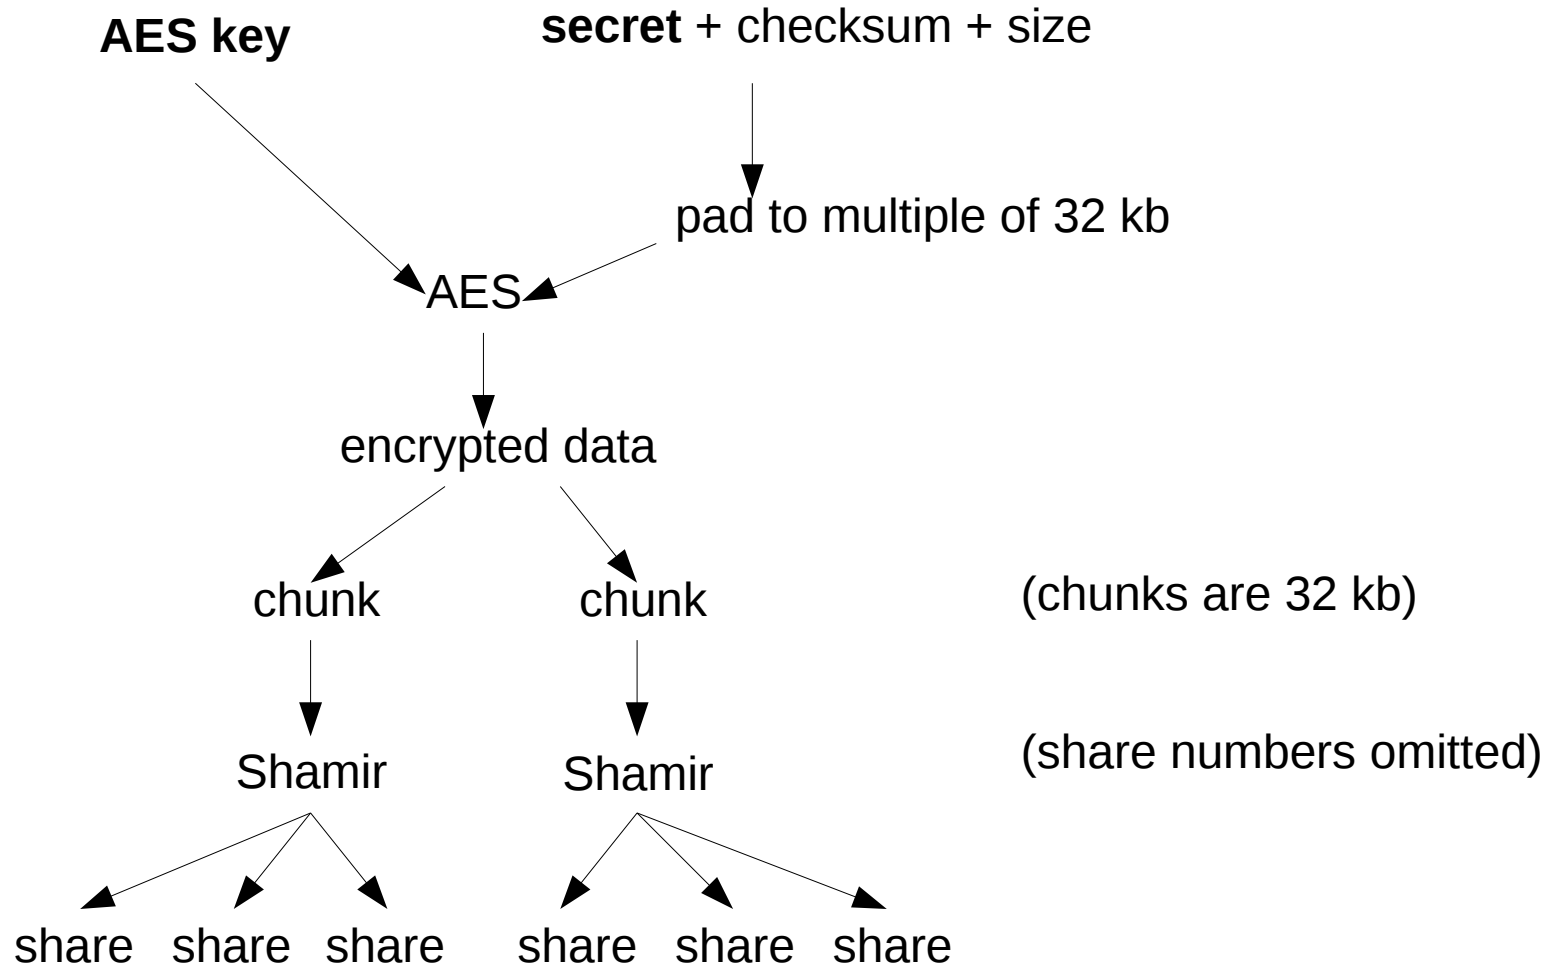 AES key
secret + checksum + size
pad to multiple of 32 kb
AES
encrypted data
chunk
chunk
(chunks are 32 kb)
Shamir
Shamir
(share numbers omitted)
share
share
share
share
share
share